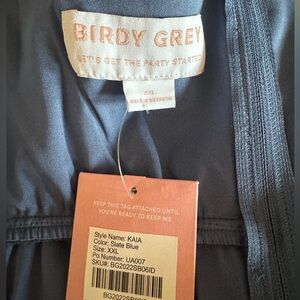 BIRDY GREY
LET'S GET THE PARTY STARTED
XXL
KEEP THIS TAG ATTACHED UNTIL
YOU'RE READY TO KEEP ME.
Style Name: KAIA
Color: Slate Blue
Size: XXL
Po Number: UA007
SKU#: BG2022SB06ID
BG2022SB06ID